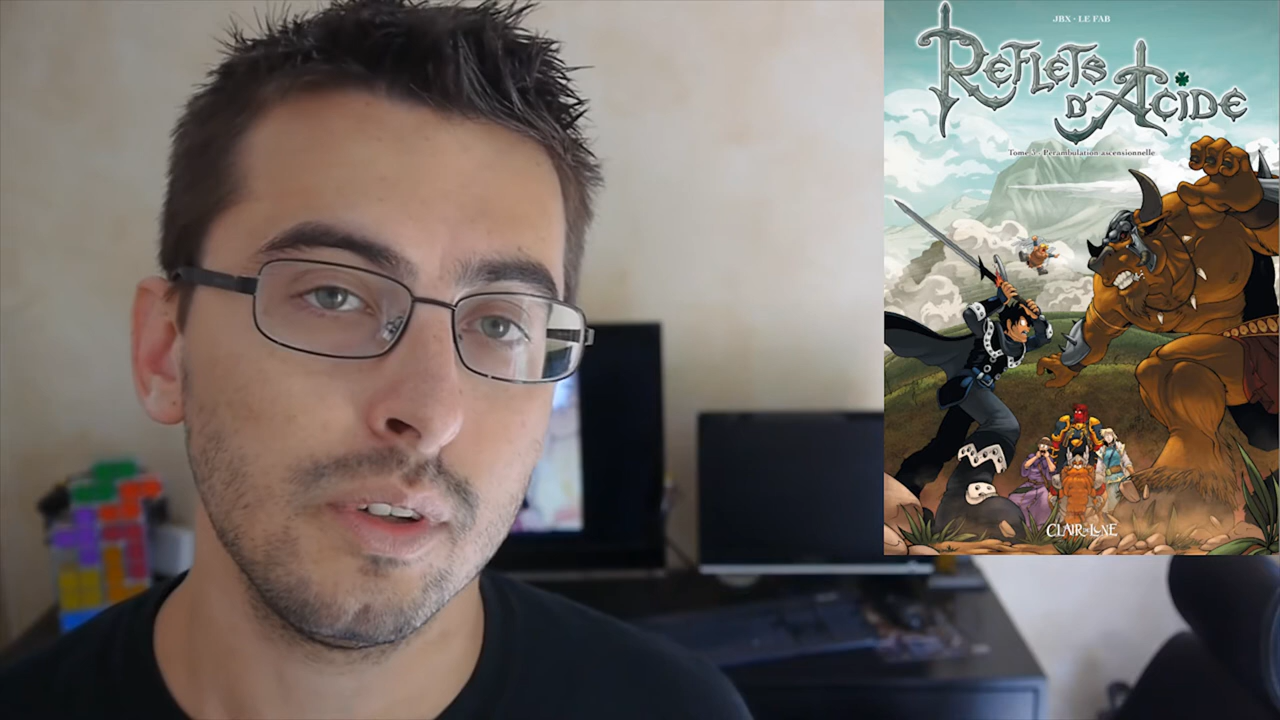 JBX - LE FAB
REFLETS
D'ACIDE
Tome 3 - Pérambulation ascensionnelle
CLAIR DE LUNE